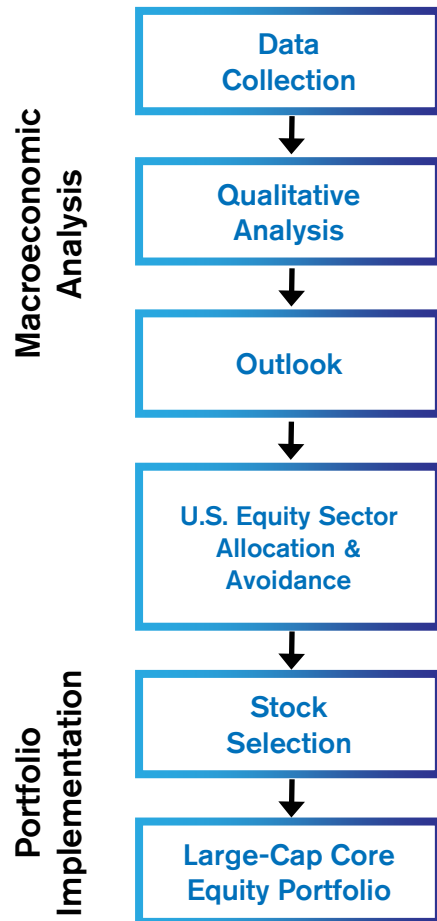 Macroeconomic
Analysis
Data
Collection
Qualitative
Analysis
Outlook
U.S. Equity Sector
Allocation &
Avoidance
Portfolio
Implementation
Stock
Selection
Large-Cap Core
Equity Portfolio